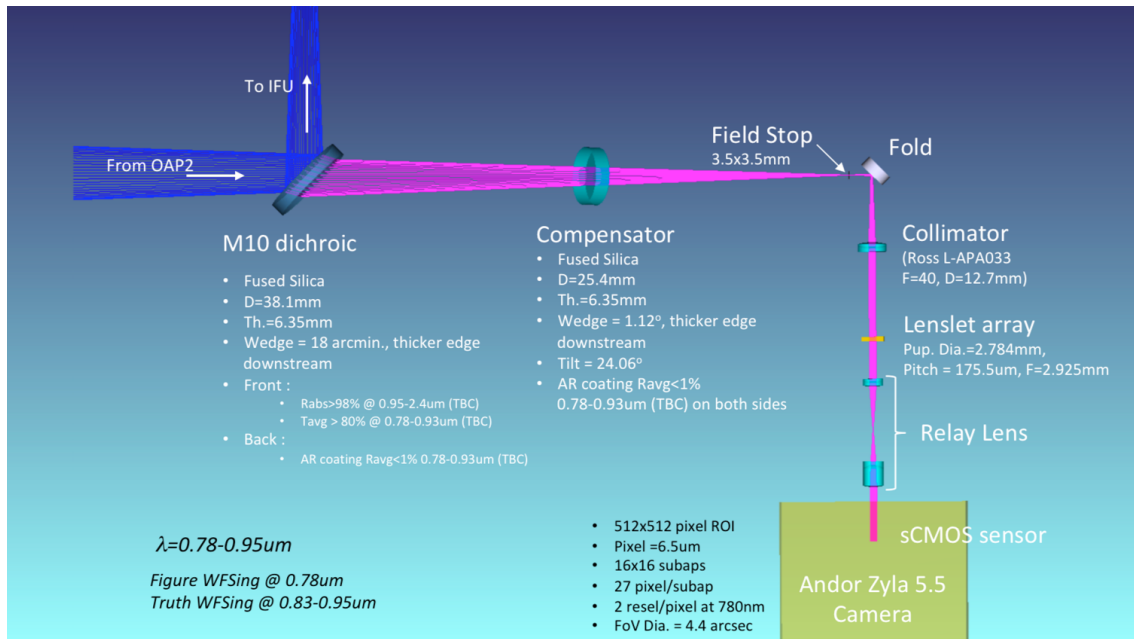 To IFU
From OAP2
Field Stop
3.5x3.5mm
Fold
M10 dichroic
• Fused Silica
• D=38.1mm
• Th.=6.35mm
• Wedge = 18 arcmin., thicker edge
downstream
• Front :
• Rabs>98% @ 0.95-2.4um (TBC)
• Tavg > 80% @ 0.78-0.93um (TBC)
• Back :
• AR coating Ravg<1% 0.78-0.93um (TBC)
Compensator
• Fused Silica
• D=25.4mm
• Th.=6.35mm
• Wedge = 1.12°, thicker edge
downstream
• Tilt = 24.06°
• AR coating Ravg<1%
0.78-0.93um (TBC) on both sides
Collimator
(Ross L-APA033
F=40, D=12.7mm)
Lenslet array
Pup. Dia.=2.784mm,
Pitch = 175.5um, F=2.925mm
Relay Lens
λ=0.78-0.95um
Figure WFSing @ 0.78um
Truth WFSing @ 0.83-0.95um
• 512x512 pixel ROI
• Pixel =6.5um
• 16x16 subaps
• 27 pixel/subap
• 2 resel/pixel at 780nm
• FoV Dia. = 4.4 arcsec
sCMOS sensor
Andor Zyla 5.5
Camera